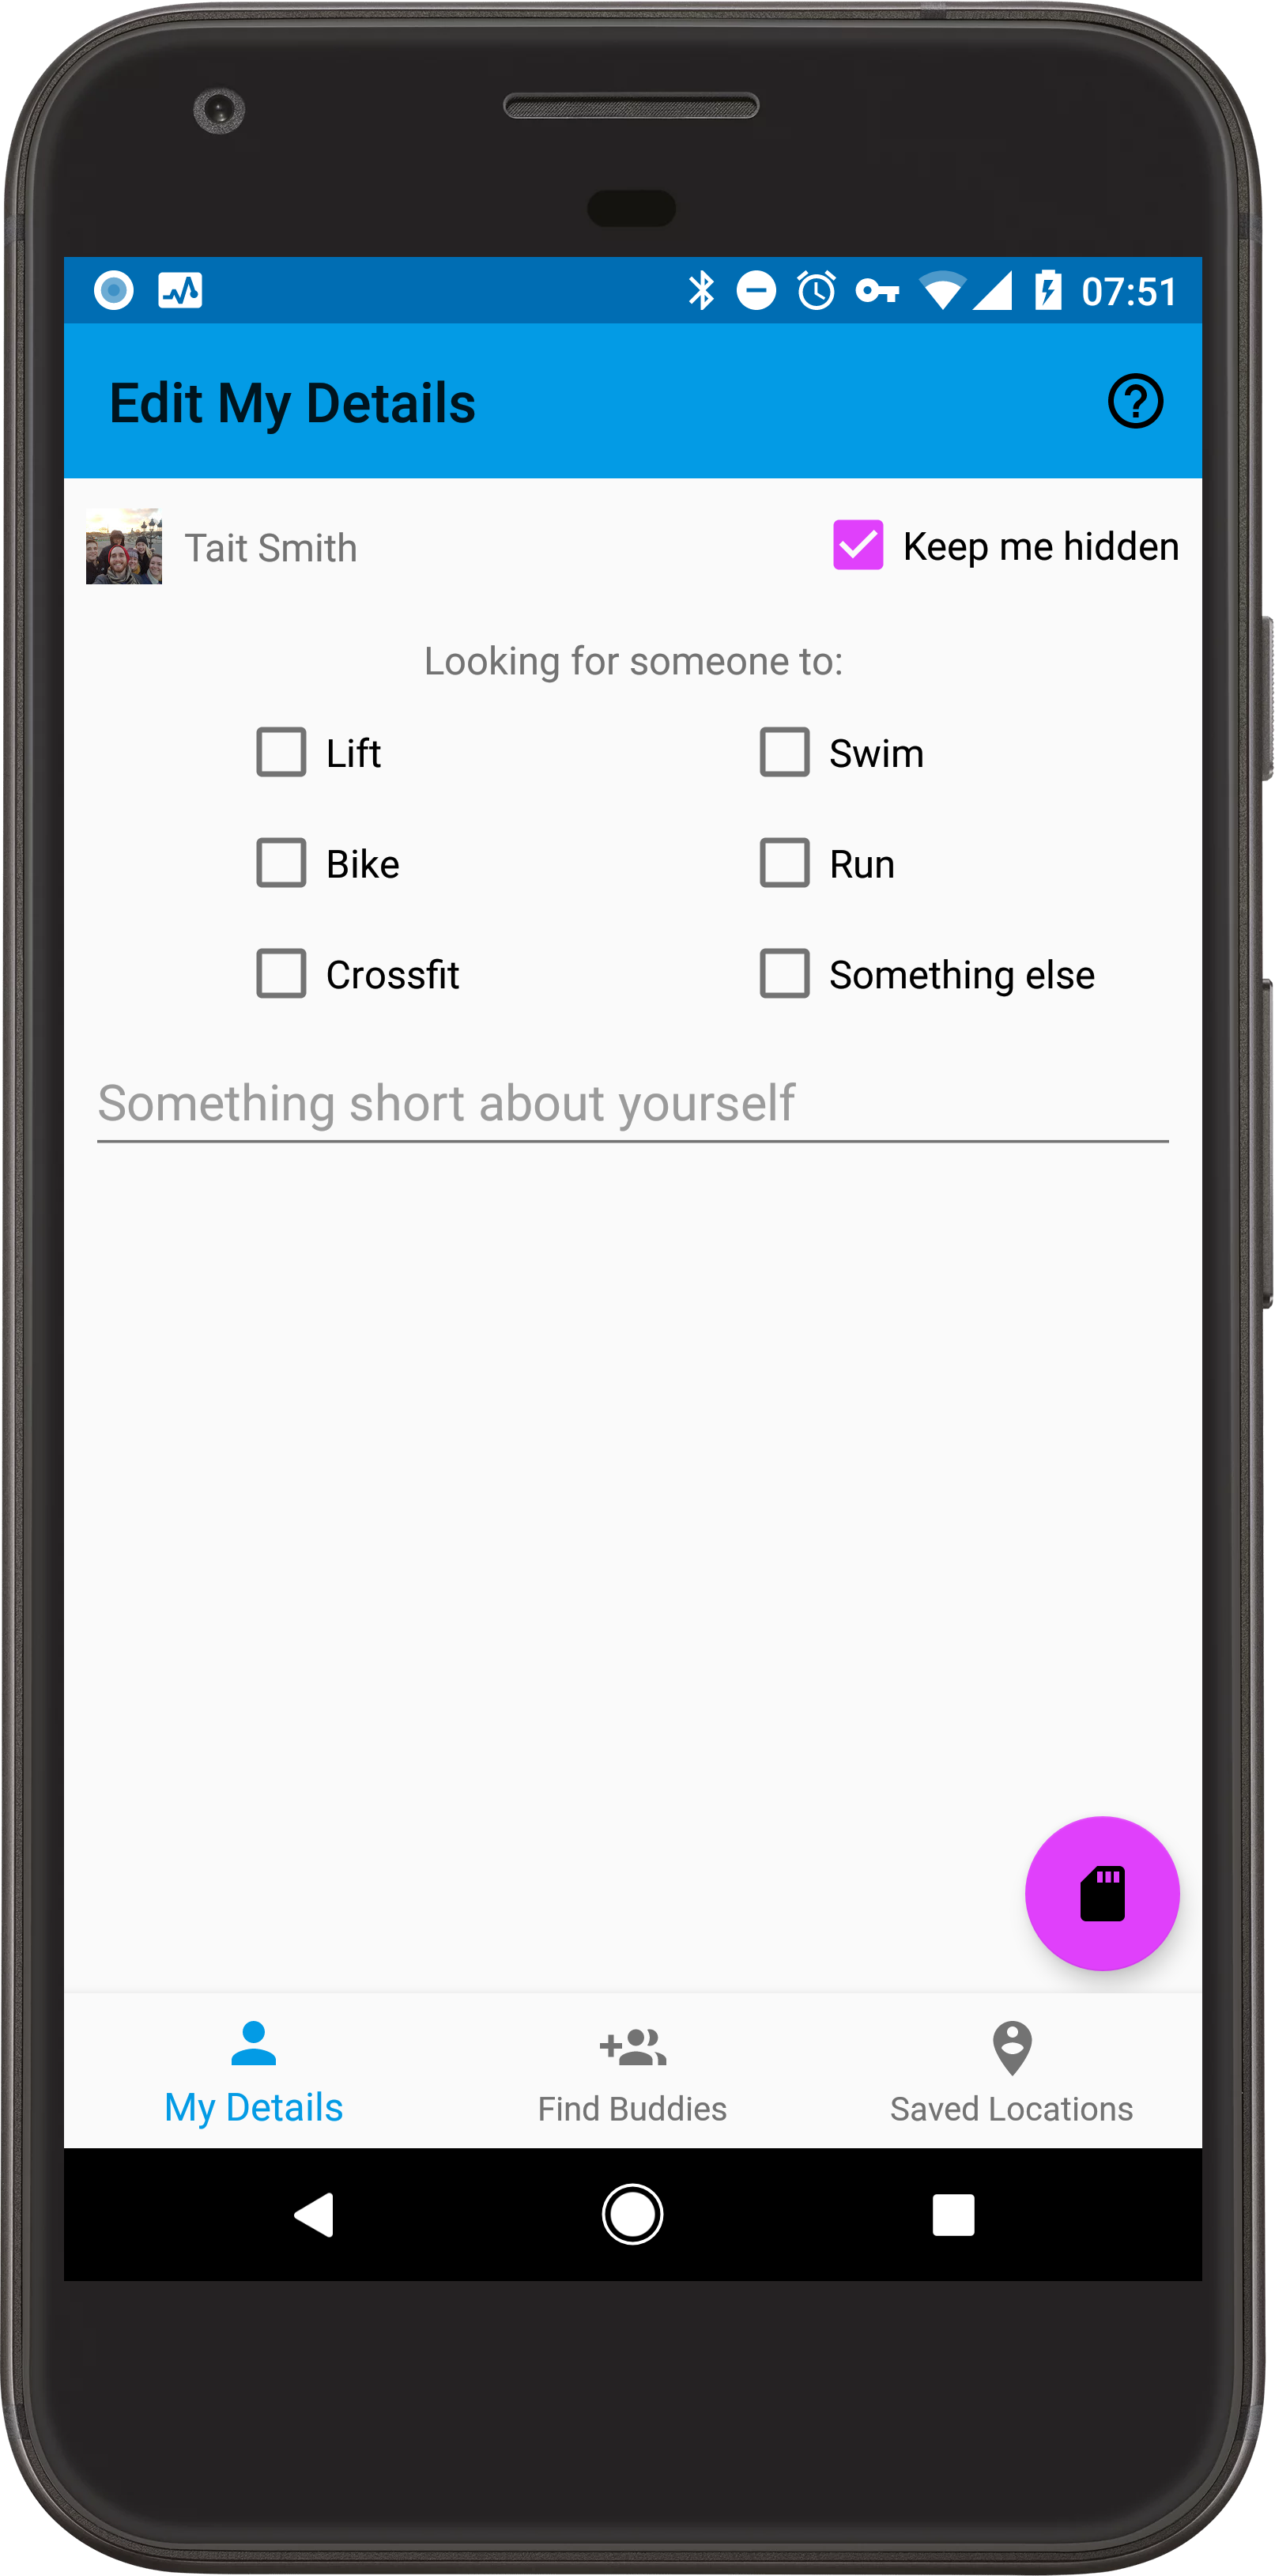 07:51
Edit My Details
Tait Smith
Keep me hidden
Looking for someone to:
Lift
Swim
Bike
Run
Crossfit
Something else
Something short about yourself
My Details
Find Buddies
Saved Locations